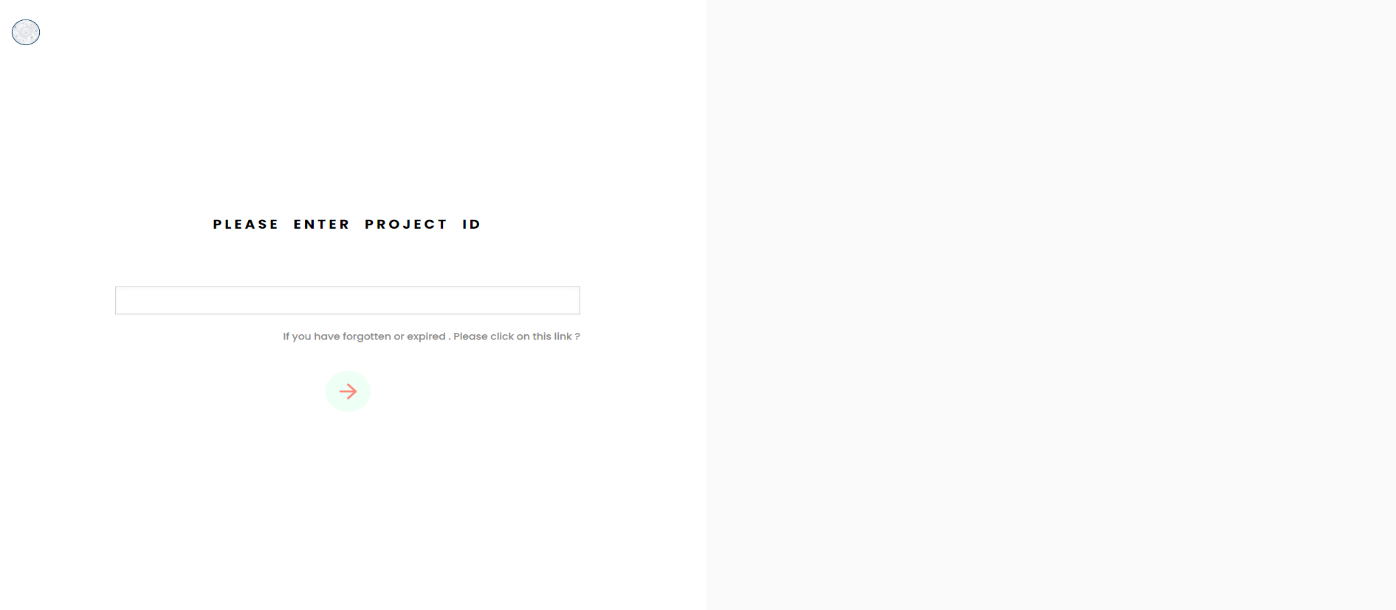 PLEASE ENTER PROJECT ID
If you have forgotten or expired . Please click on this link ?